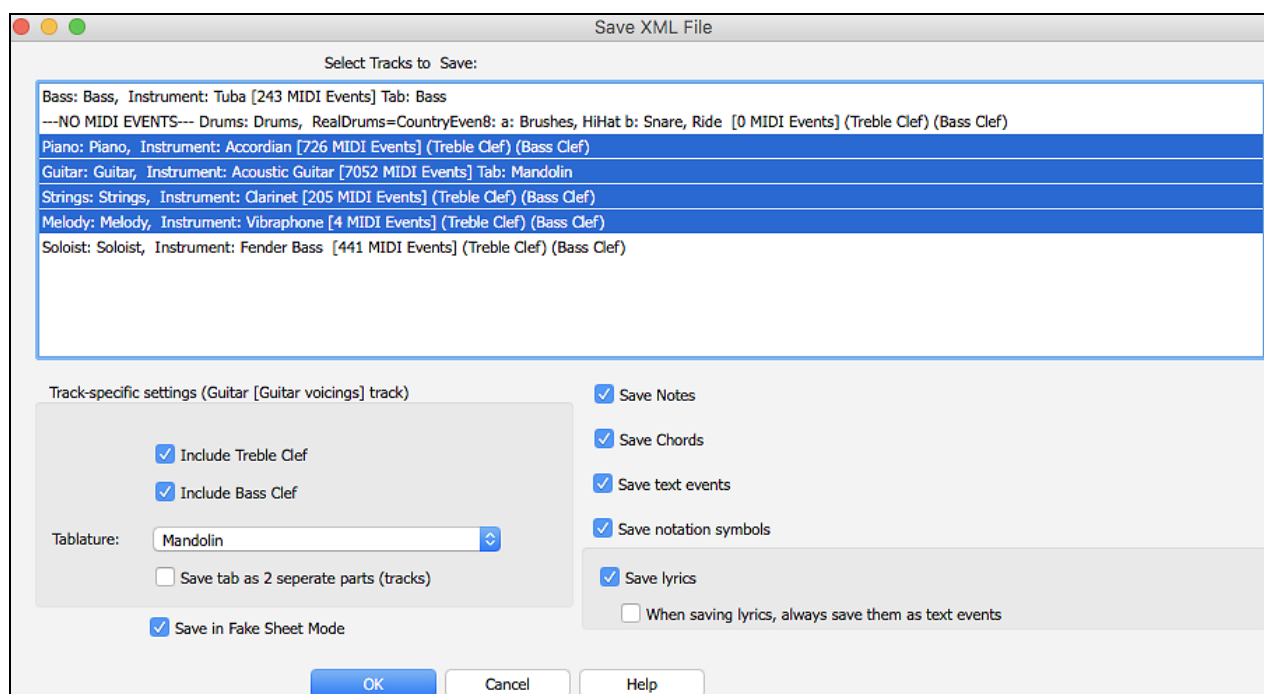 Save XML File
Select Tracks to  Save:
Bass: Bass,  Instrument: Tuba [243 MIDI Events] Tab: Bass
---NO MIDI EVENTS--- Drums: Drums,  RealDrums=CountryEven8: a: Brushes, HiHat b: Snare, Ride  [0 MIDI Events] (Treble Clef) (Bass Clef)
Piano: Piano,  Instrument: Accordian [726 MIDI Events] (Treble Clef) (Bass Clef)
Guitar: Guitar,  Instrument: Acoustic Guitar [7052 MIDI Events] Tab: Mandolin
Strings: Strings,  Instrument: Clarinet [205 MIDI Events] (Treble Clef) (Bass Clef)
Melody: Melody,  Instrument: Vibraphone [4 MIDI Events] (Treble Clef) (Bass Clef)
Soloist: Soloist,  Instrument: Fender Bass  [441 MIDI Events] (Treble Clef) (Bass Clef)
Track-specific settings (Guitar [Guitar voicings] track)
Include Treble Clef
Include Bass Clef
Tablature: Mandolin
Save tab as 2 seperate parts (tracks)
Save in Fake Sheet Mode
Save Notes
Save Chords
Save text events
Save notation symbols
Save lyrics
When saving lyrics, always save them as text events
OK Cancel Help